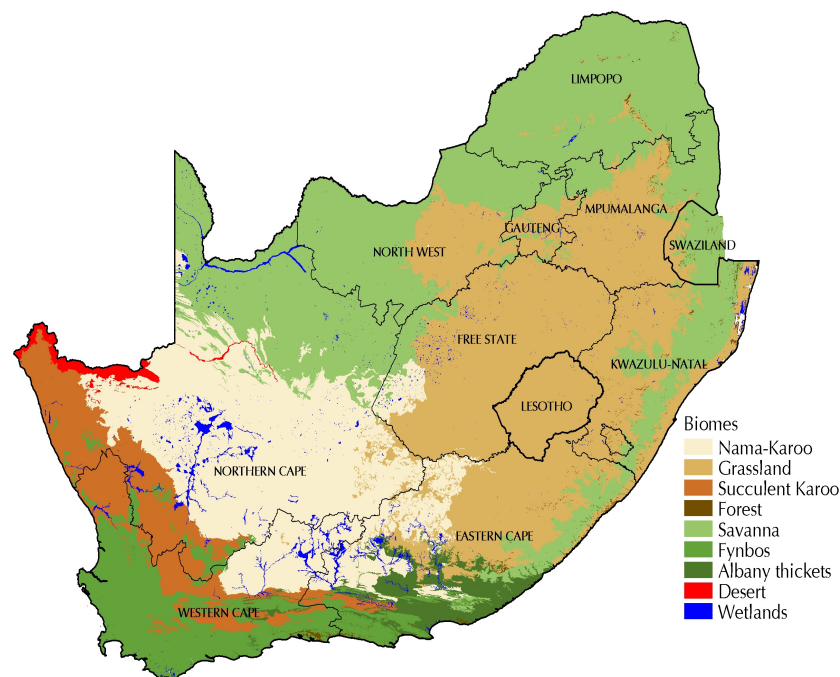 LIMPOPO
MPUMALANGA
GAUTENG
NORTH WEST
SWAZILAND
FREE STATE
KWAZULU-NATAL
LESOTHO
NORTHERN CAPE
EASTERN CAPE
WESTERN CAPE
Biomes
Nama-Karoo
Grassland
Succulent Karoo
Forest
Savanna
Fynbos
Albany thickets
Desert
Wetlands